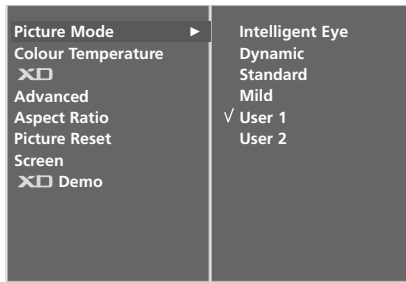 Picture Mode ►
Colour Temperature
XD
Advanced
Aspect Ratio
Picture Reset
Screen
XD Demo
Intelligent Eye
Dynamic
Standard
Mild
√ User 1
User 2